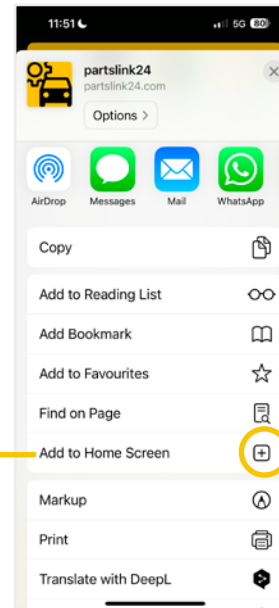 11:51
5G 80
partslink24
partslink24.com
Options >
AirDrop Messages Mail WhatsApp
Copy
Add to Reading List
Add Bookmark
Add to Favourites
Find on Page
Add to Home Screen
Markup
Print
Translate with DeepL